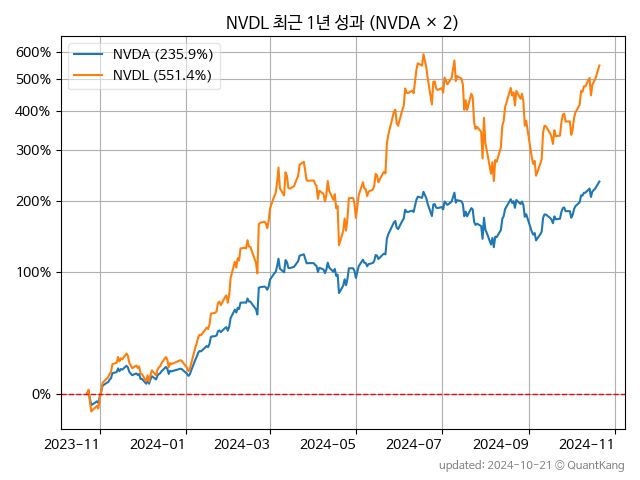 NVDL 최근 1년 성과 (NVDA × 2)
NVDA (235.9%)
NVDL (551.4%)
600%
500%
400%
300%
200%
100%
0%
2023-11 2024-01 2024-03 2024-05 2024-07 2024-09 2024-11
updated: 2024-10-21 © QuantKang